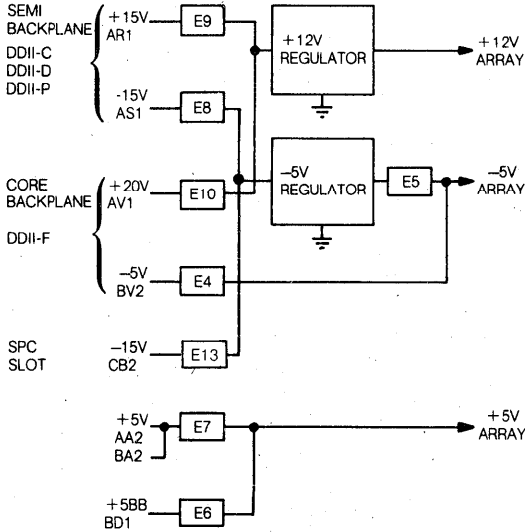 SEMI
BACKPLANE
DDII-C
DDII-D
DDII-P
+15V
AR1
E9
+12V
REGULATOR
+12V
ARRAY
-15V
AS1
E8
CORE
BACKPLANE
DDII-F
+20V
AV1
E10
-5V
REGULATOR
E5
-5V
ARRAY
-5V
BV2
E4
SPC
SLOT
-15V
CB2
E13
+5V
AA2
BA2
E7
+5V
ARRAY
+5BB
BD1
E6